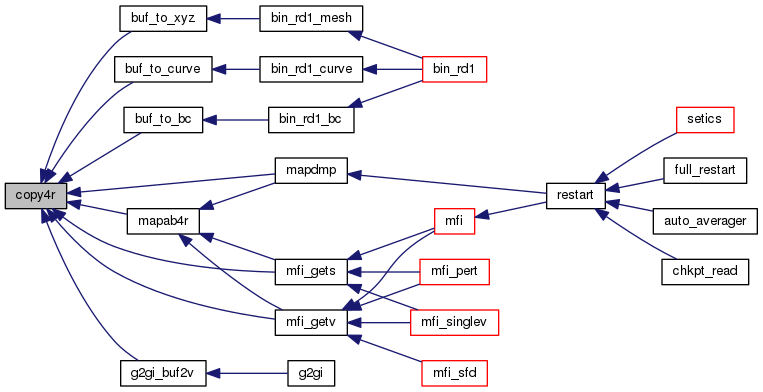 buf_to_xyz
bin_rd1_mesh
buf_to_curve
bin_rd1_curve
bin_rd1
buf_to_bc
bin_rd1_bc
setics
copy4r
mapdmp
full_restart
restart
mapab4r
mfi
auto_averager
mfi_gets
mfi_pert
chkpt_read
mfi_getv
mfi_singlev
g2gi_buf2v
g2gi
mfi_sfd